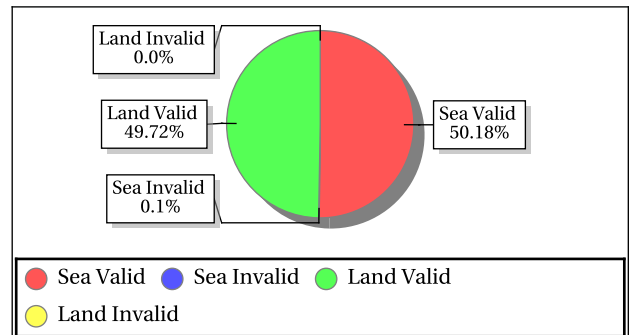 Land Invalid
0.0%
Land Valid
49.72%
Sea Valid
50.18%
Sea Invalid
0.1%
Sea Valid Sea Invalid Land Valid
Land Invalid